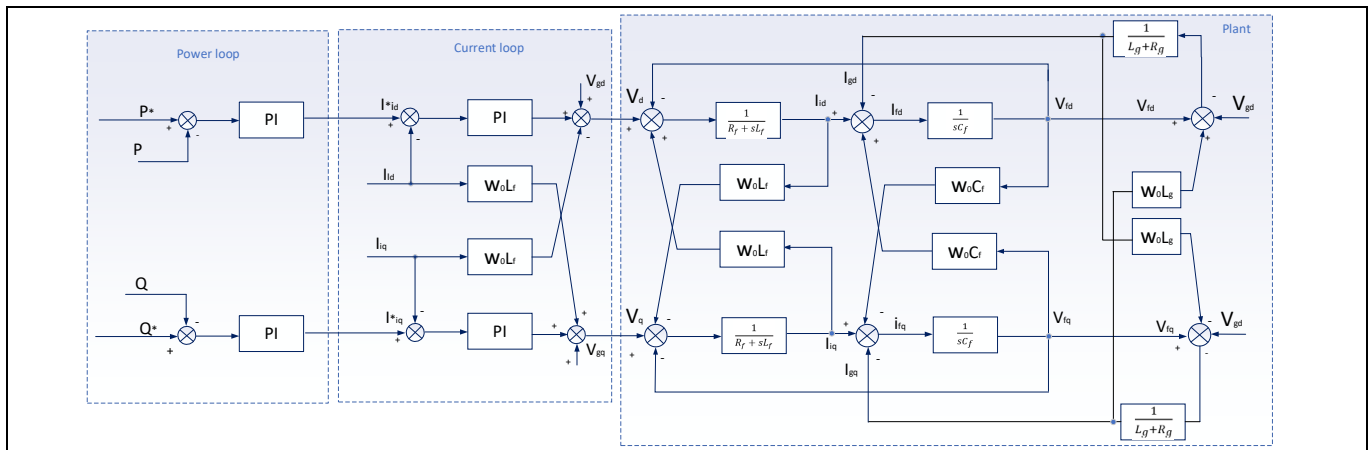 Power loop
Current loop
Plant
P*
+
-
P
PI
I*id
+
-
PI
Vgd
+
+
-
Ild
W₀Lf
Iiq
W₀Lf
Q
-
Q*
+
PI
I*iq
-
+
PI
+
+
+
Vgq
Vd
-
+
+
1
Rf + sLf
Iid
W₀Lf
W₀Lf
Vq
-
+
-
1
Rf + sLf
Iiq
Igd
+
-
+
Ifd
1
sCf
Vfd
W₀Cf
W₀Cf
+
-
-
ifq
1
sCf
Vfq
Igq
1
Lg+Rg
Vfd
+
-
-
+
Vgd
W₀Lg
W₀Lg
Vfq
+
-
-
-
Vgd
1
Lg+Rg